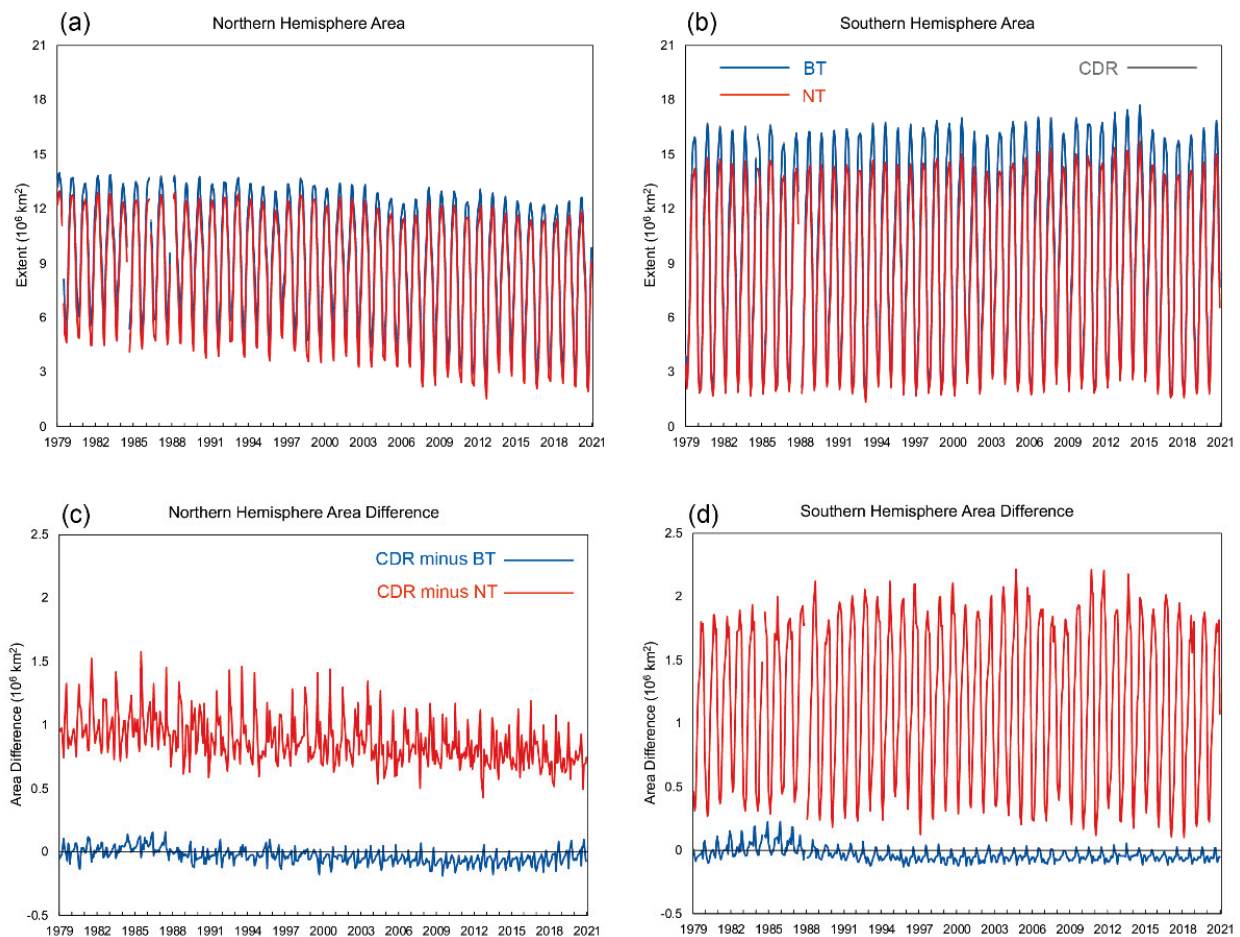 (a) Northern Hemisphere Area
21
18
15
12
9
6
3
0
Extent (10⁶ km²)
1979 1982 1985 1988 1991 1994 1997 2000 2003 2006 2009 2012 2015 2018 2021
(b) Southern Hemisphere Area
BT CDR
NT
21
18
15
12
9
6
3
0
Extent (10⁶ km²)
1979 1982 1985 1988 1991 1994 1997 2000 2003 2006 2009 2012 2015 2018 2021
(c) Northern Hemisphere Area Difference
CDR minus BT
CDR minus NT
2.5
2
1.5
1
0.5
0
-0.5
Area Difference (10⁶ km²)
1979 1982 1985 1988 1991 1994 1997 2000 2003 2006 2009 2012 2015 2018 2021
(d) Southern Hemisphere Area Difference
2.5
2
1.5
1
0.5
0
-0.5
Area Difference (10⁶ km²)
1979 1982 1985 1988 1991 1994 1997 2000 2003 2006 2009 2012 2015 2018 2021